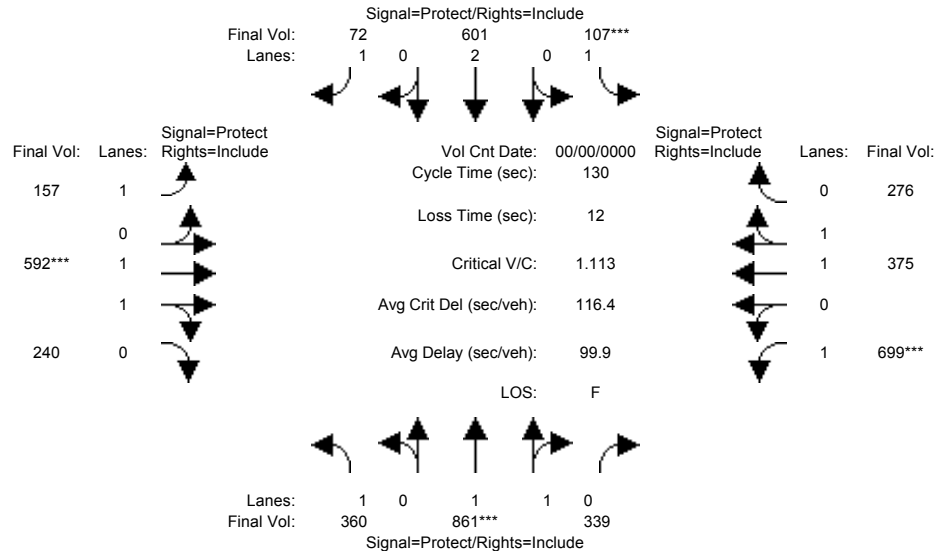 Signal=Protect/Rights=Include
Final Vol: 72 601 107***
Lanes: 1 0 2 0 1
Signal=Protect Signal=Protect
Final Vol: Lanes: Rights=Include Vol Cnt Date: 00/00/0000 Rights=Include Lanes: Final Vol:
Cycle Time (sec): 130
157 1 0 276
Loss Time (sec): 12
0 1
592*** 1 Critical V/C: 1.113 1 375
1 Avg Crit Del (sec/veh): 116.4 0
240 0 Avg Delay (sec/veh): 99.9 1 699***
LOS: F
Lanes: 1 0 1 1 0
Final Vol: 360 861*** 339
Signal=Protect/Rights=Include